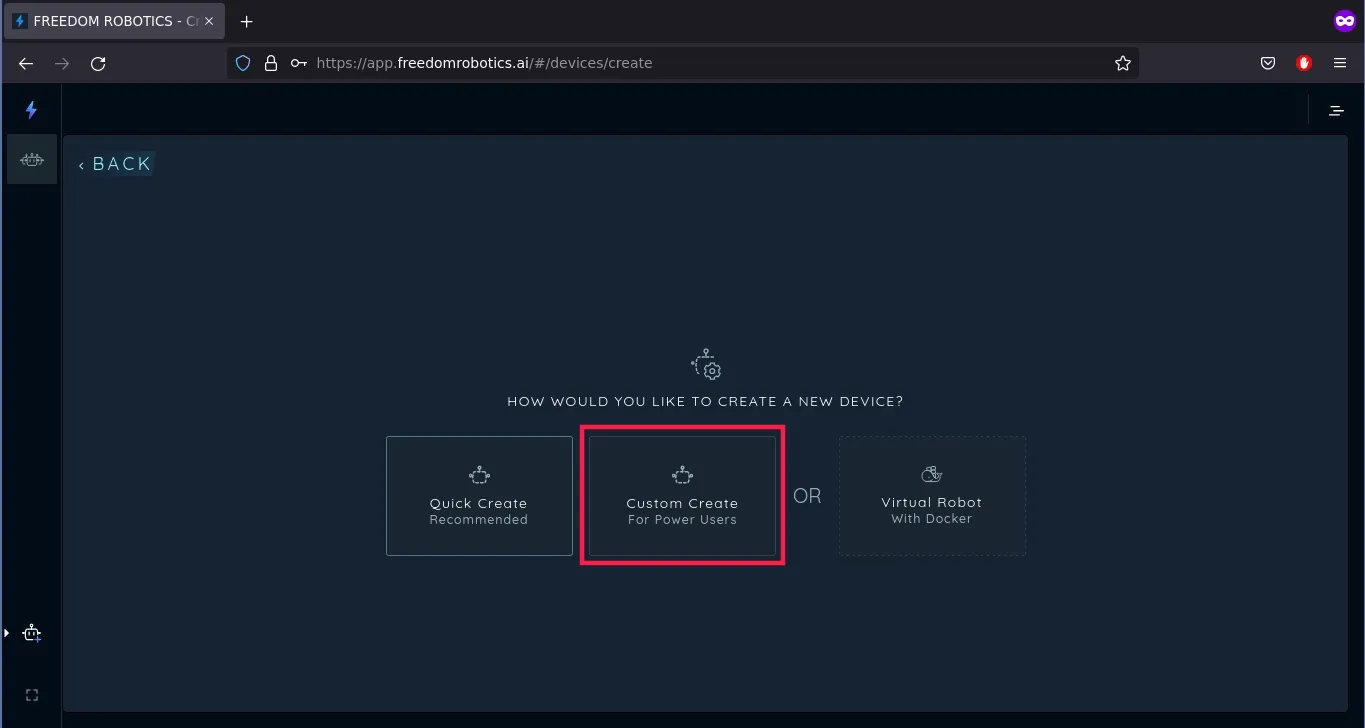 FREEDOM ROBOTICS - Cr
https://app.freedomrobotics.ai/#/devices/create
‹ BACK
HOW WOULD YOU LIKE TO CREATE A NEW DEVICE?
Quick Create
Recommended
Custom Create
For Power Users
OR
Virtual Robot
With Docker